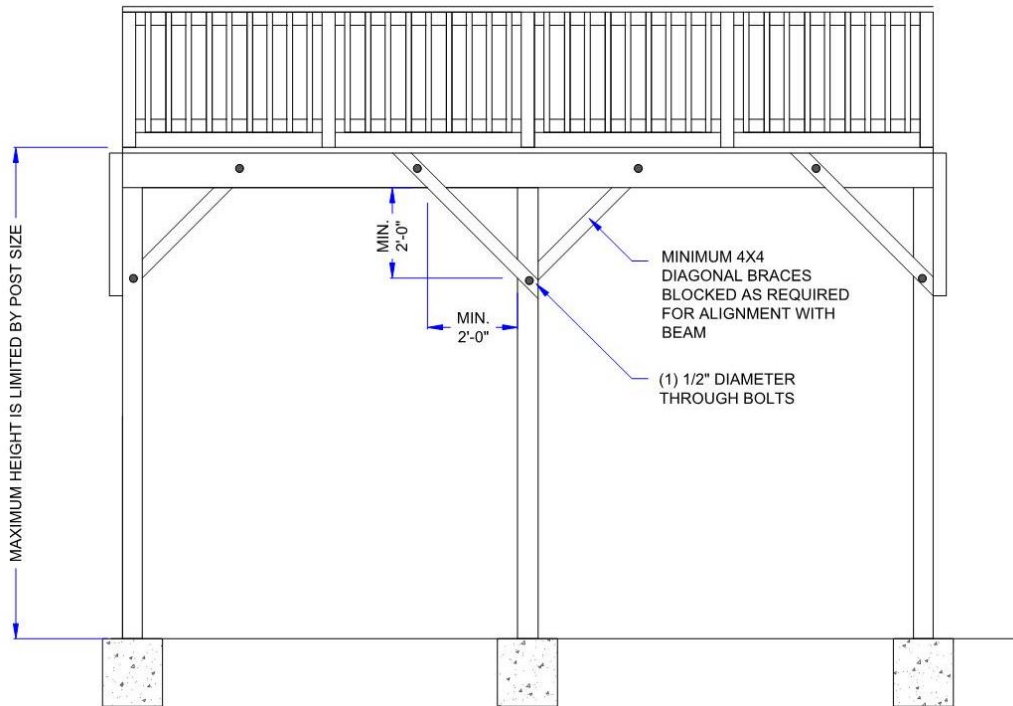 MAXIMUM HEIGHT IS LIMITED BY POST SIZE
MIN.
2'-0"
MIN.
2'-0"
MINIMUM 4X4
DIAGONAL BRACES
BLOCKED AS REQUIRED
FOR ALIGNMENT WITH
BEAM
(1) 1/2" DIAMETER
THROUGH BOLTS